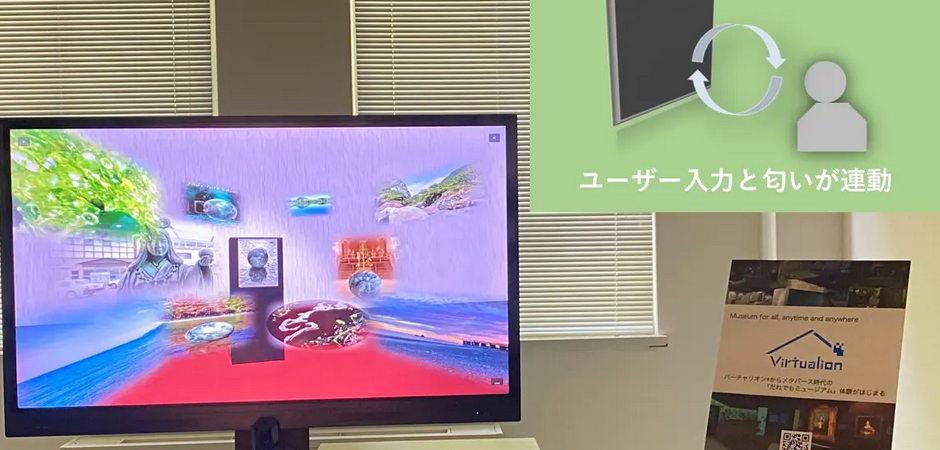 ユーザー入力と匂いが連動
Museum for all, anytime and anywhere
Virtualion
バーチャリオン®からメタバース時代の
「だれでもミュージアム」体験がはじまる